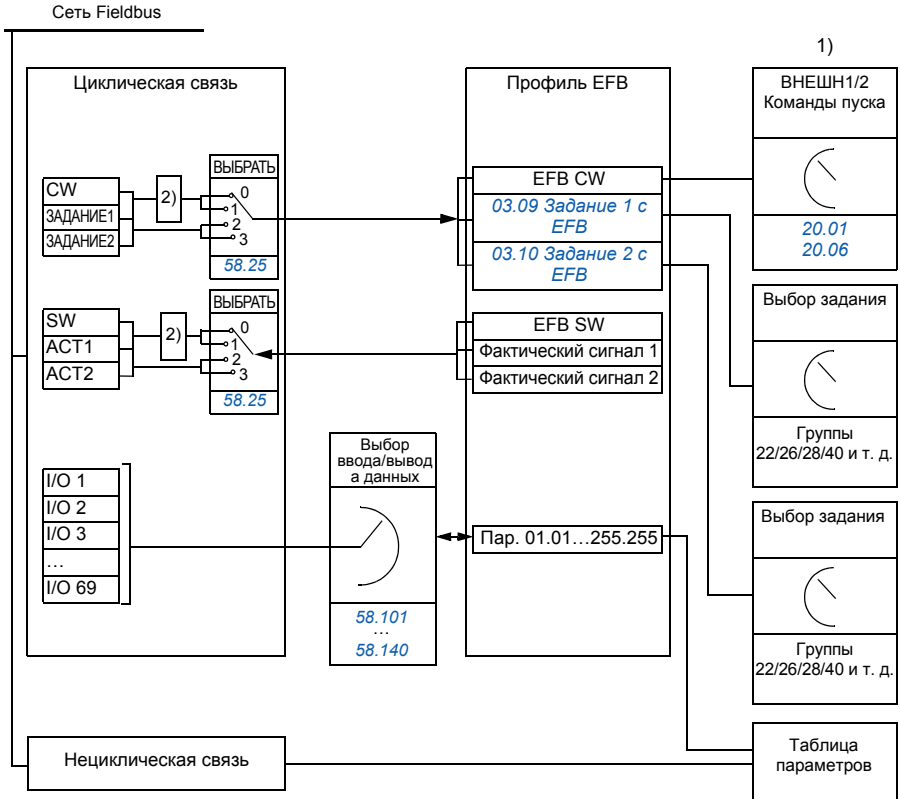 Сеть Fieldbus
1)
Циклическая связь
Профиль EFB
ВНЕШН1/2
Команды пуска
ВЫБРАТЬ
CW
ЗАДАНИЕ1
ЗАДАНИЕ2
2)
0
1
2
3
58.25
EFB CW
03.09 Задание 1 с
EFB
03.10 Задание 2 с
EFB
20.01
20.06
ВЫБРАТЬ
SW
ACT1
ACT2
2)
0
1
2
3
58.25
EFB SW
Фактический сигнал 1
Фактический сигнал 2
Выбор задания
Группы
22/26/28/40 и т. д.
Выбор
ввода/вывод
а данных
I/O 1
I/O 2
I/O 3
…
I/O 69
58.101
…
58.140
Пар. 01.01…255.255
Выбор задания
Группы
22/26/28/40 и т. д.
Нециклическая связь
Таблица
параметров